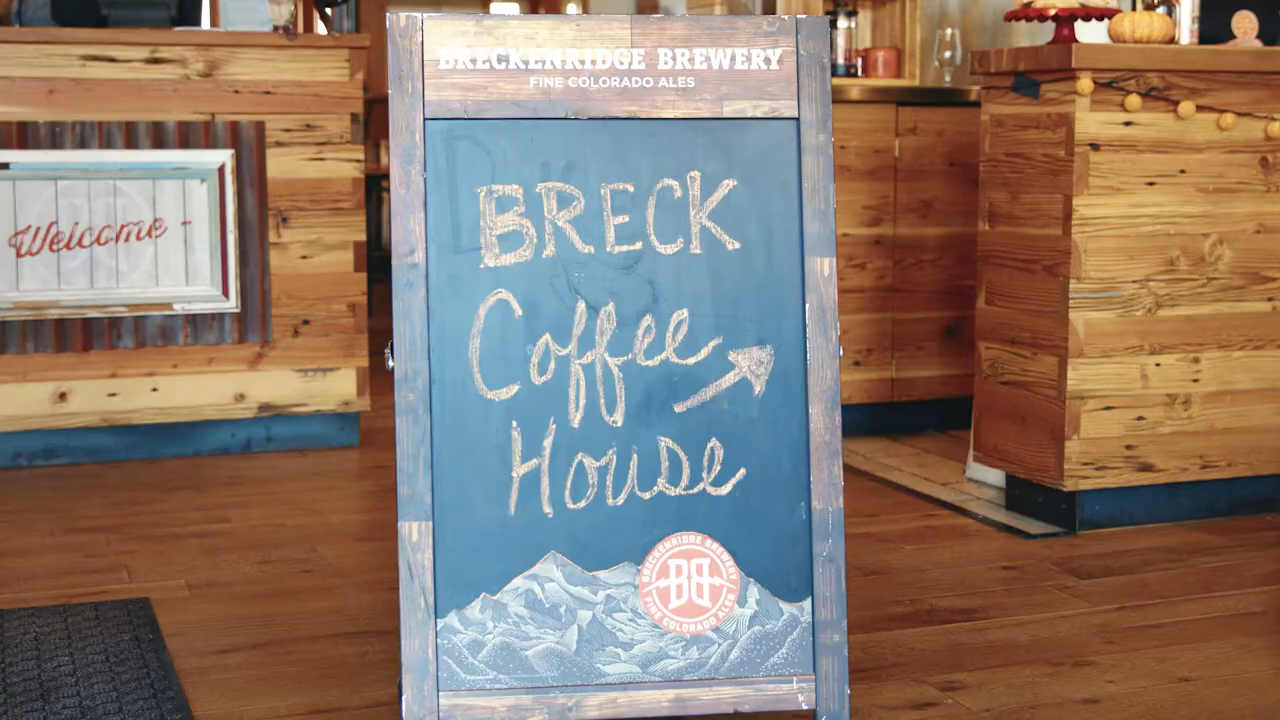 BRECKENRIDGE BREWERY
FINE COLORADO ALES
Welcome -
BRECK
Coffee
House
BRECKENRIDGE BREWERY
BB
FINE COLORADO ALES